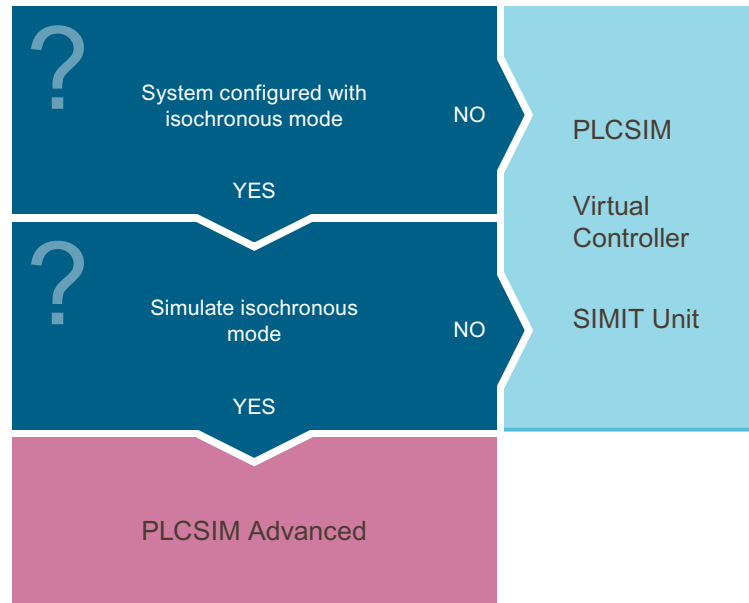 ?
System configured with
isochronous mode
NO
YES
?
Simulate isochronous
mode
NO
YES
PLCSIM
Virtual
Controller
SIMIT Unit
PLCSIM Advanced